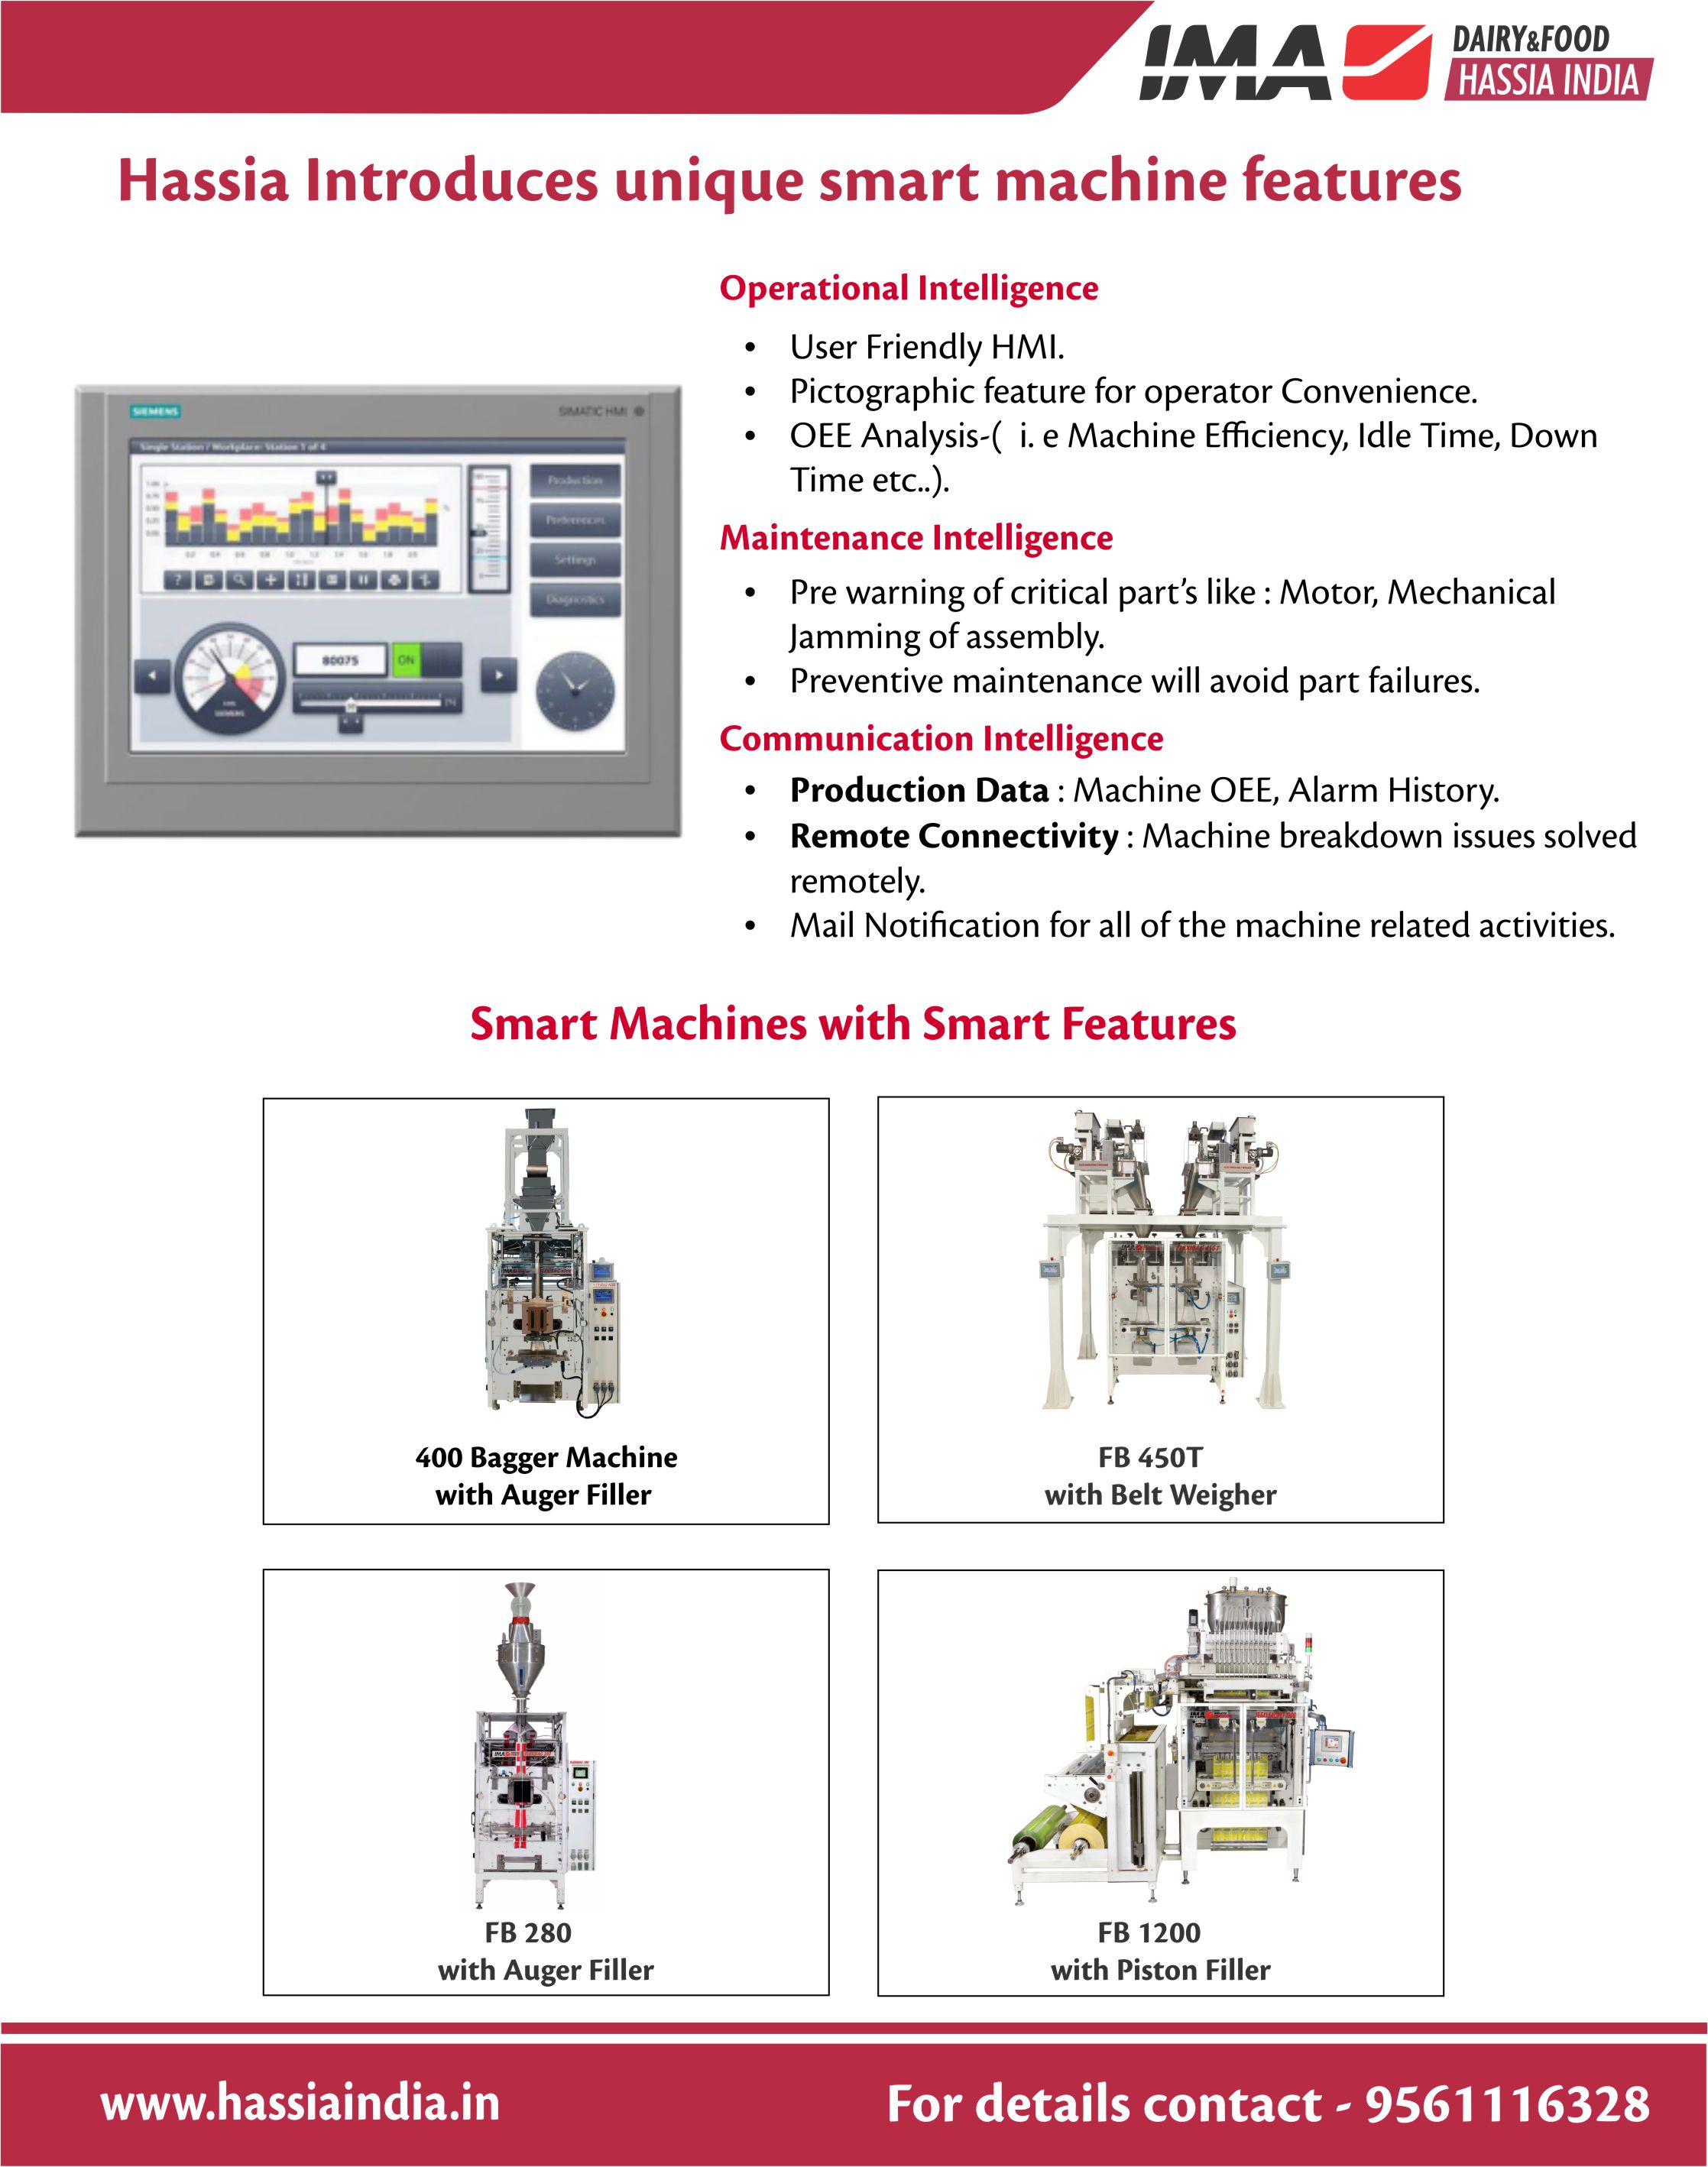 IMA
DAIRY&FOOD
HASSIA INDIA
Hassia Introduces unique smart machine features
Operational Intelligence
• User Friendly HMI.
• Pictographic feature for operator Convenience.
• OEE Analysis-( i. e Machine Efficiency, Idle Time, Down
Time etc..).
Maintenance Intelligence
• Pre warning of critical part's like : Motor, Mechanical
Jamming of assembly.
• Preventive maintenance will avoid part failures.
Communication Intelligence
• Production Data : Machine OEE, Alarm History.
• Remote Connectivity : Machine breakdown issues solved
remotely.
• Mail Notification for all of the machine related activities.
SIEMENS
SIMATIC HMI
Single Station / Workplace: Station 1 of 4
Production
Preferences
Settings
Diagnostics
80075
ON
SIEMENS
Smart Machines with Smart Features
400 Bagger Machine
with Auger Filler
FB 450T
with Belt Weigher
FB 280
with Auger Filler
FB 1200
with Piston Filler
www.hassiaindia.in
For details contact - 9561116328